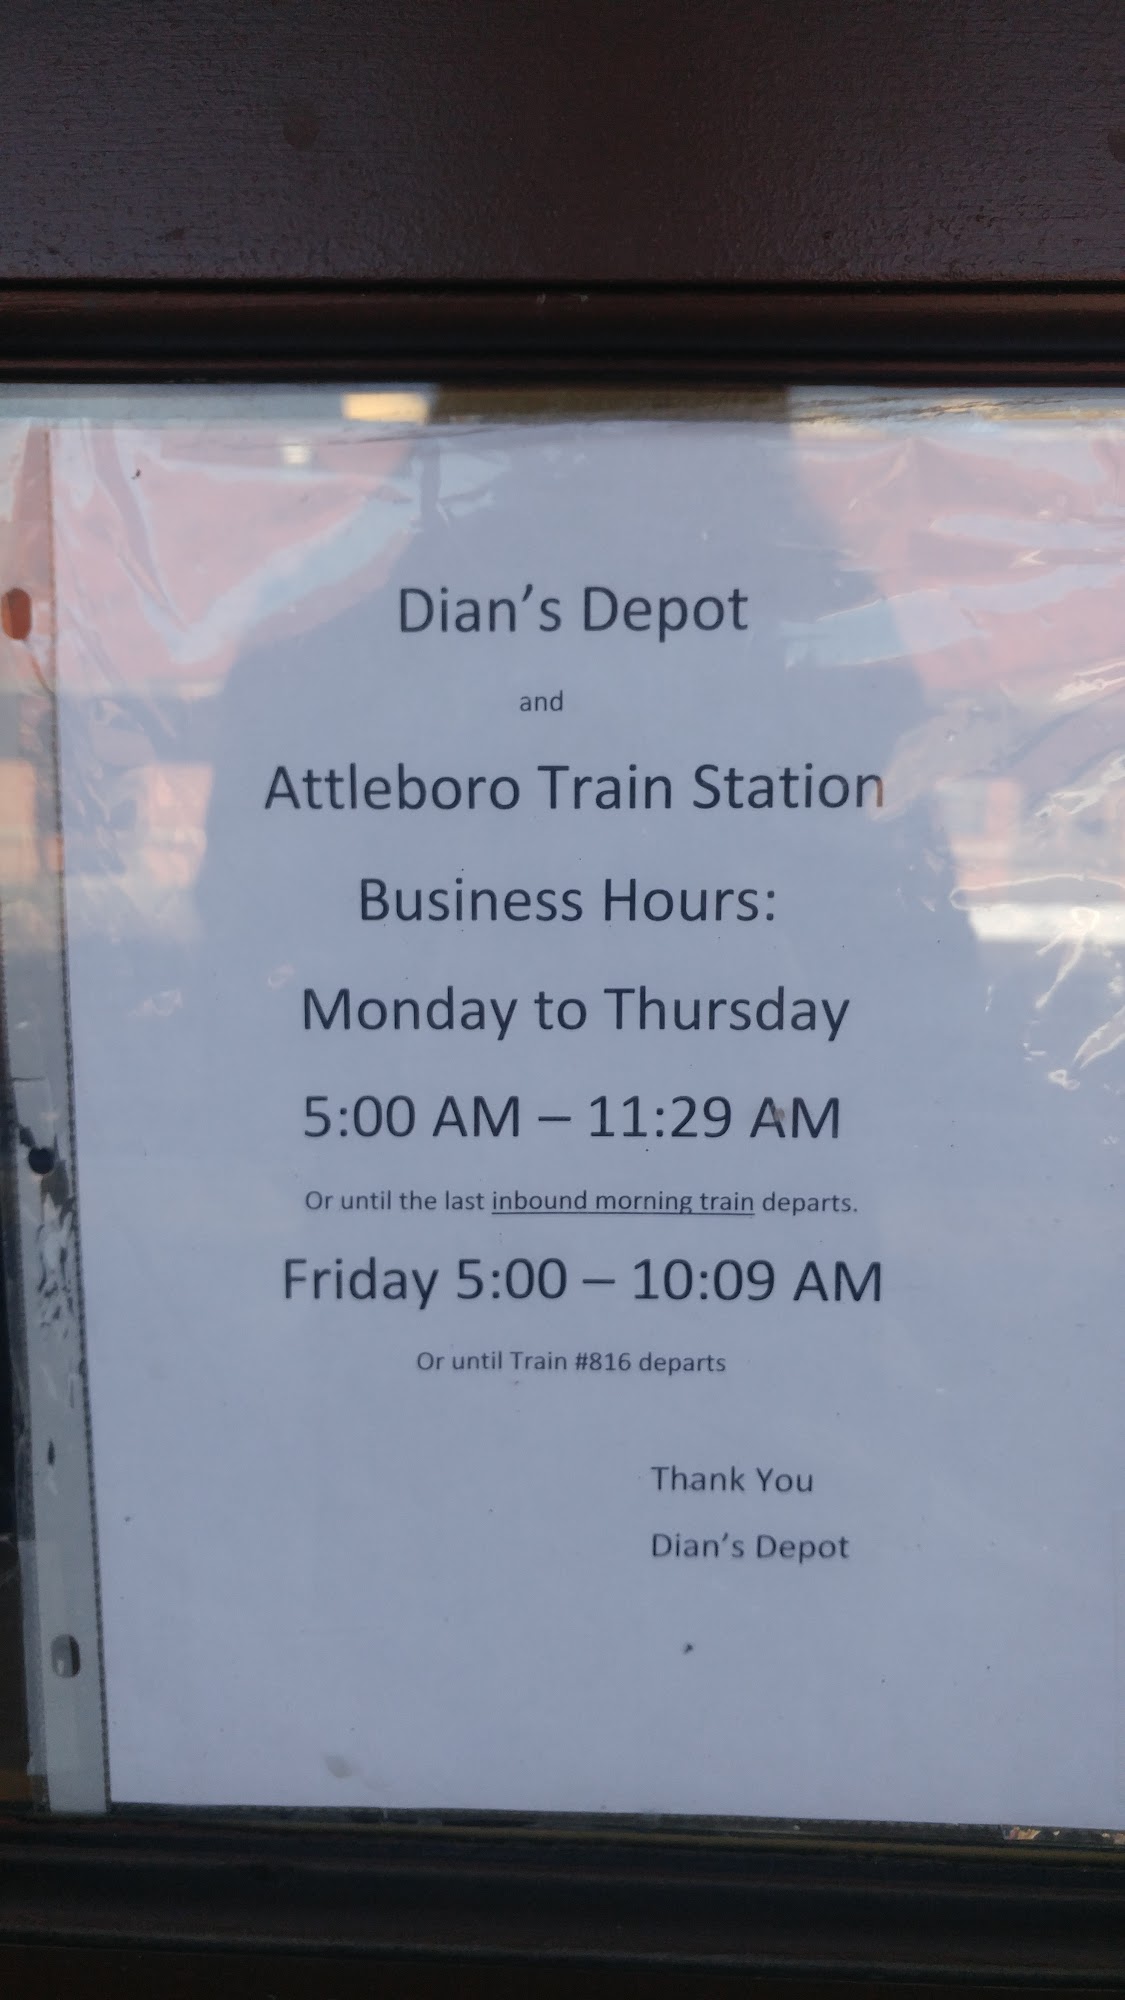 Dian's Depot
and
Attleboro Train Station
Business Hours:
Monday to Thursday
5:00 AM – 11:29 AM
Or until the last inbound morning train departs.
Friday 5:00 – 10:09 AM
Or until Train #816 departs
Thank You
Dian's Depot